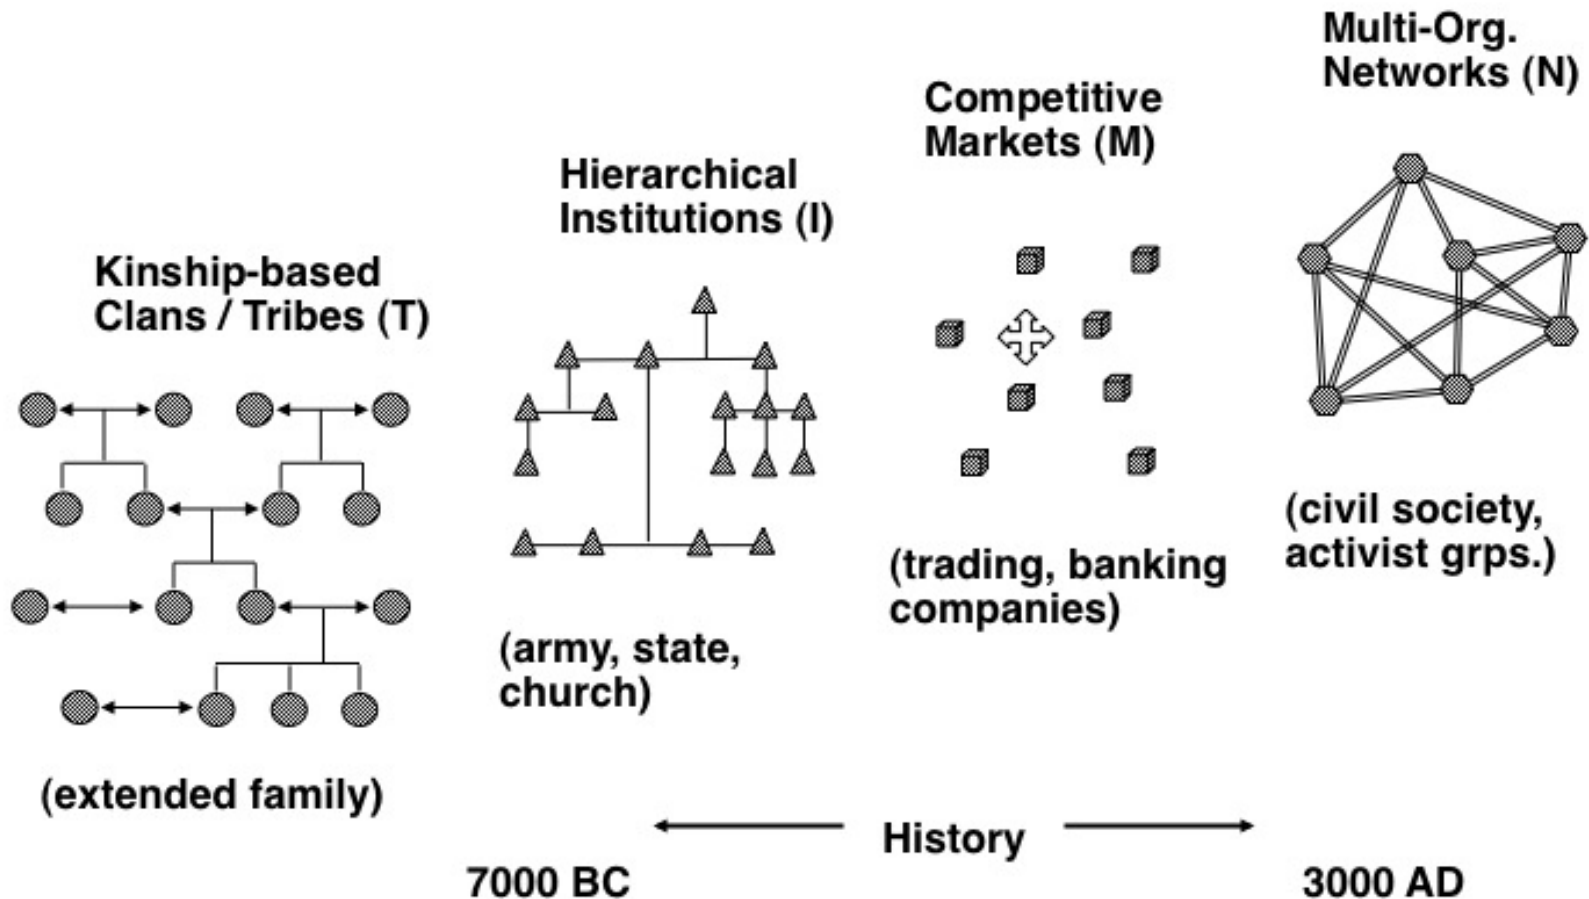 Kinship-based
Clans / Tribes (T)
(extended family)
Hierarchical
Institutions (I)
(army, state,
church)
Competitive
Markets (M)
(trading, banking
companies)
Multi-Org.
Networks (N)
(civil society,
activist grps.)
History
7000 BC
3000 AD